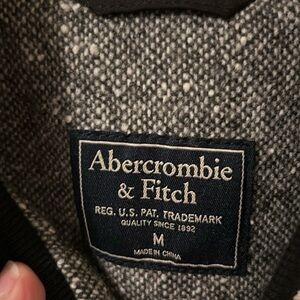 Abercrombie
& Fitch
REG. U.S. PAT. TRADEMARK
QUALITY SINCE 1892
M
MADE IN CHINA